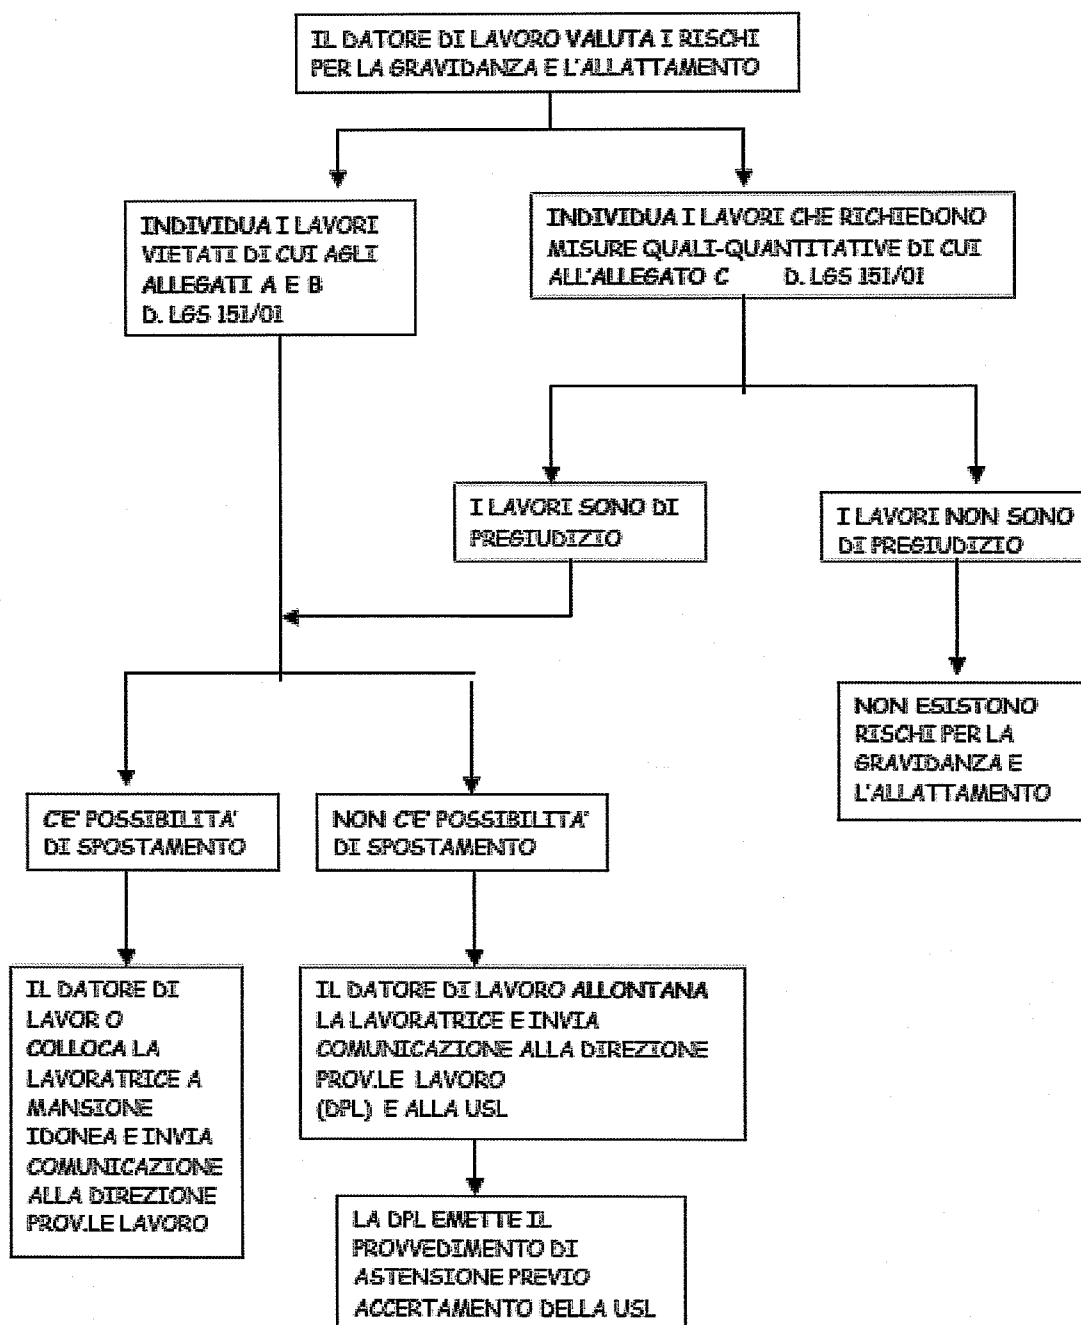 IL DATORE DI LAVORO VALUTA I RISCHI
PER LA GRAVIDANZA E L'ALLATTAMENTO
INDIVIDUA I LAVORI
VIETATI DI CUI AGLI
ALLEGATI A E B
D. LGS 151/01
INDIVIDUA I LAVORI CHE RICHIEDONO
MISURE QUALI-QUANTITATIVE DI CUI
ALL'ALLEGATO C D. LGS 151/01
I LAVORI SONO DI
PREGIUDIZIO
I LAVORI NON SONO
DI PREGIUDIZIO
NON ESISTONO
RISCHI PER LA
GRAVIDANZA E
L'ALLATTAMENTO
C'E' POSSIBILITA'
DI SPOSTAMENTO
NON C'E' POSSIBILITA'
DI SPOSTAMENTO
IL DATORE DI
LAVOR O
COLLOCA LA
LAVORATRICE A
MANSIONE
IDONEA E INVIA
COMUNICAZIONE
ALLA DIREZIONE
PROV.LE LAVORO
IL DATORE DI LAVORO ALLONTANA
LA LAVORATRICE E INVIA
COMUNICAZIONE ALLA DIREZIONE
PROV.LE LAVORO
(DPL) E ALLA USL
LA DPL EMETTE IL
PROVVEDIMENTO DI
ASTENSIONE PREVIO
ACCERTAMENTO DELLA USL